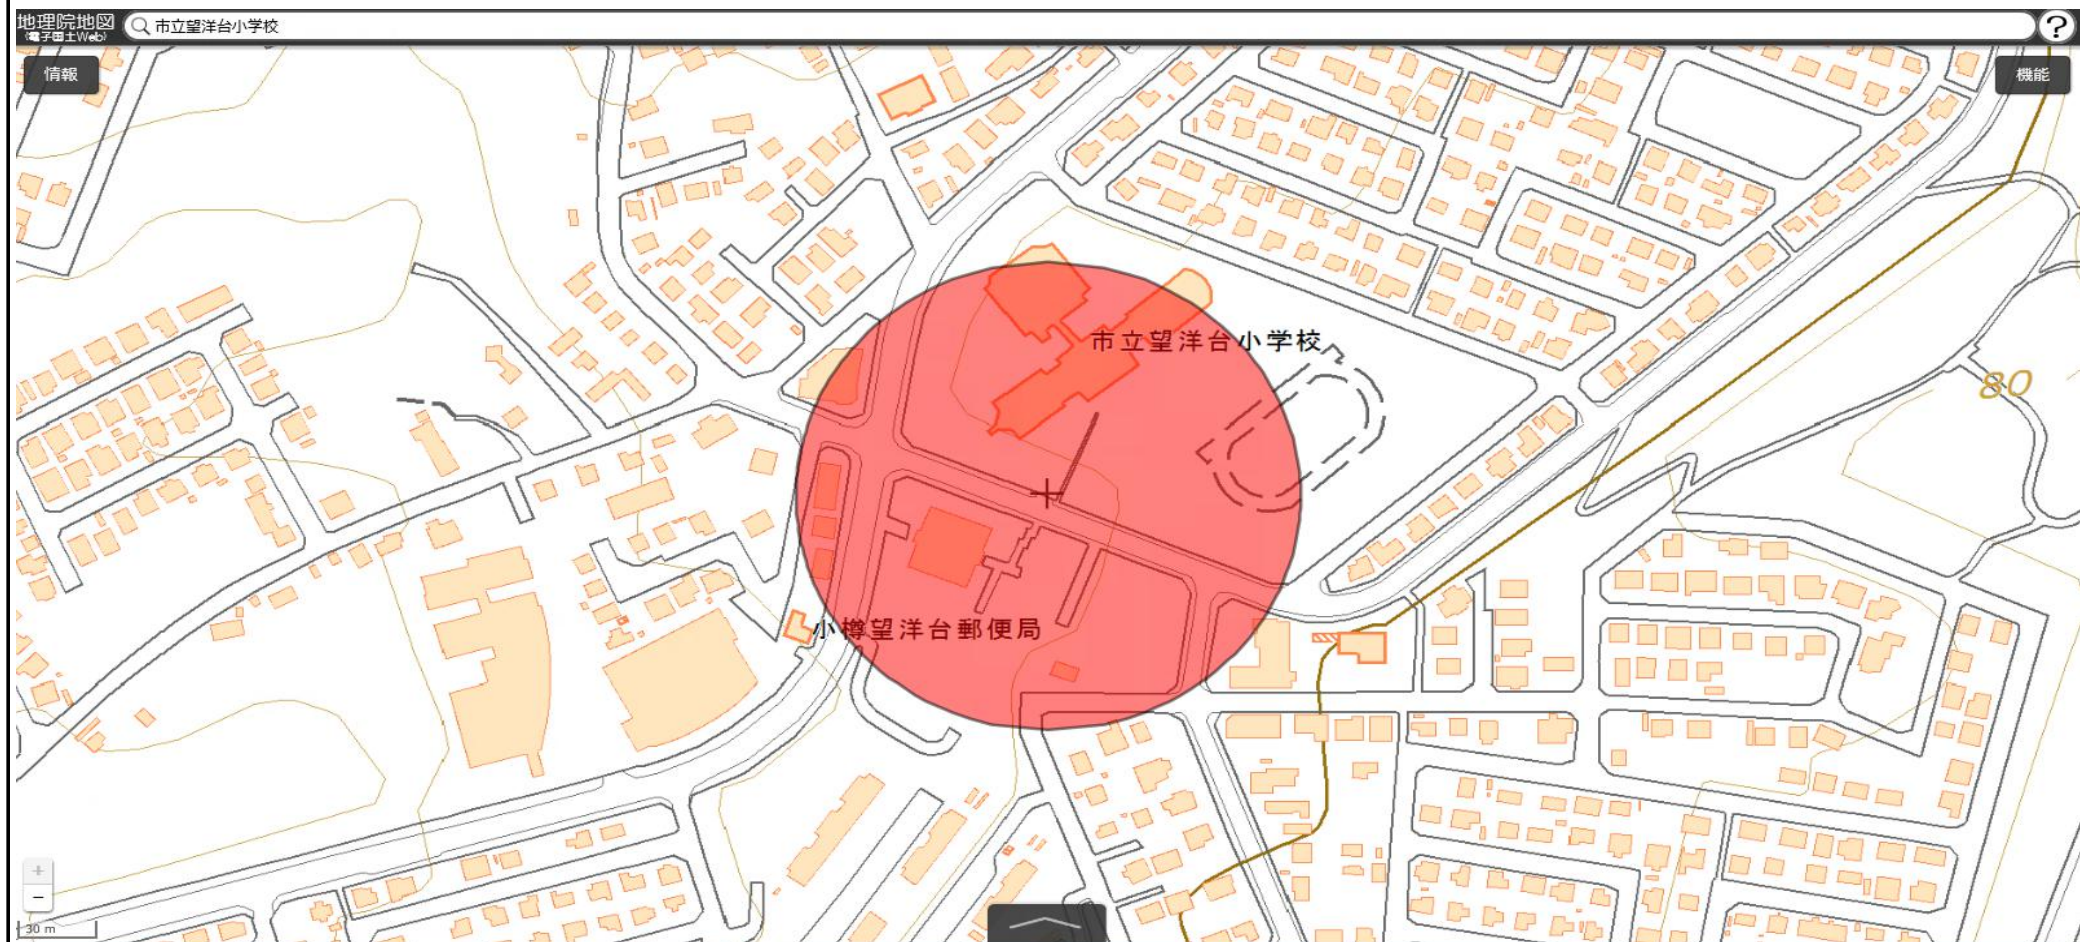 地理院地図
(電子国土Web)
市立望洋台小学校
?
情報
機能
市立望洋台小学校
80
小樽望洋台郵便局
+
−
30 m